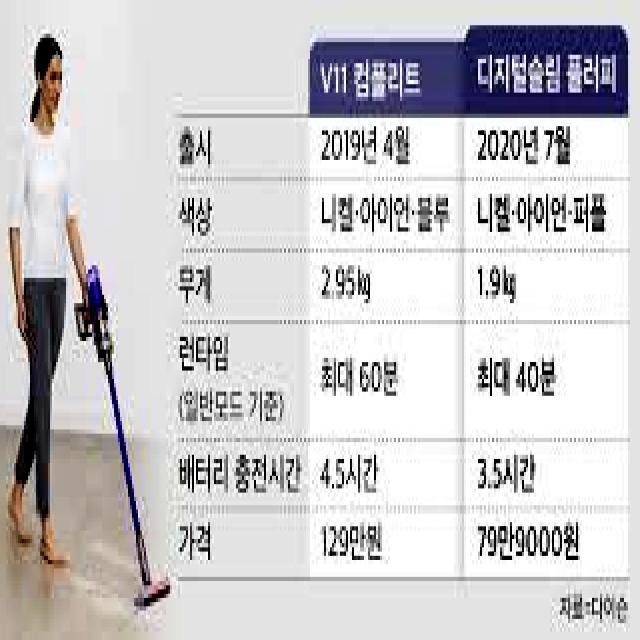 V11 컴플리트 디지털슬림 플러피
출시 2019년 4월 2020년 7월
색상 니켈·아이언·블루 니켈·아이언·퍼플
무게 2.95㎏ 1.9㎏
런타임
(일반모드 기준) 최대 60분 최대 40분
배터리 충전시간 4.5시간 3.5시간
가격 129만원 79만9000원
자료=다이슨